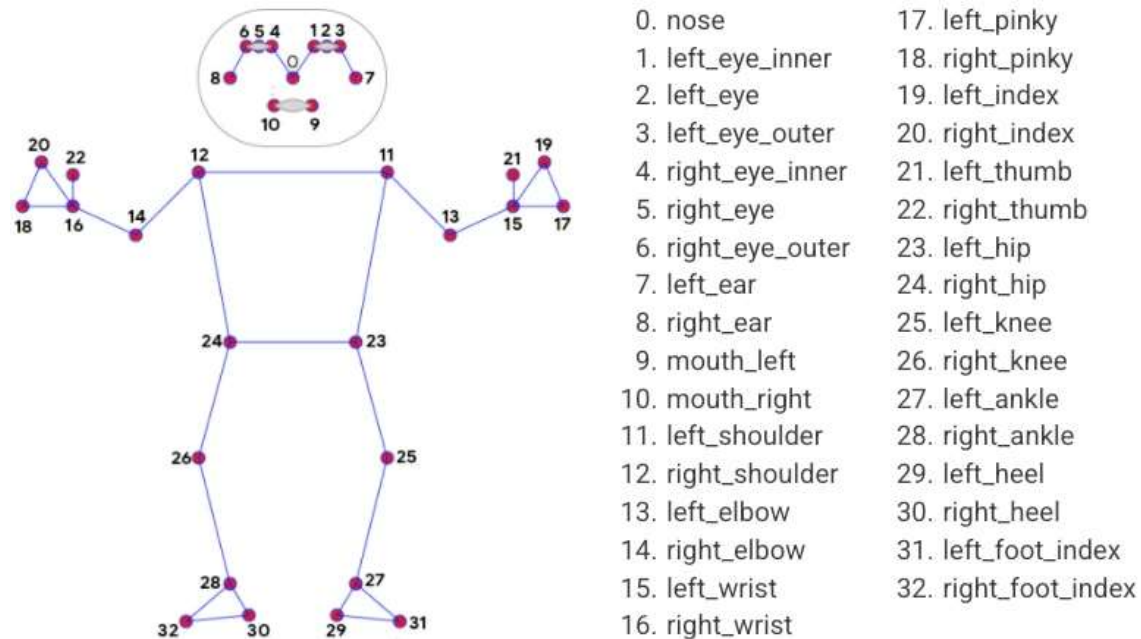 6 5 4 1 2 3
0
8 7
10 9
20 22 12 11 21 19
18 16 14 13 15 17
24 23
26 25
28 27
32 30 29 31
0. nose
1. left_eye_inner
2. left_eye
3. left_eye_outer
4. right_eye_inner
5. right_eye
6. right_eye_outer
7. left_ear
8. right_ear
9. mouth_left
10. mouth_right
11. left_shoulder
12. right_shoulder
13. left_elbow
14. right_elbow
15. left_wrist
16. right_wrist
17. left_pinky
18. right_pinky
19. left_index
20. right_index
21. left_thumb
22. right_thumb
23. left_hip
24. right_hip
25. left_knee
26. right_knee
27. left_ankle
28. right_ankle
29. left_heel
30. right_heel
31. left_foot_index
32. right_foot_index